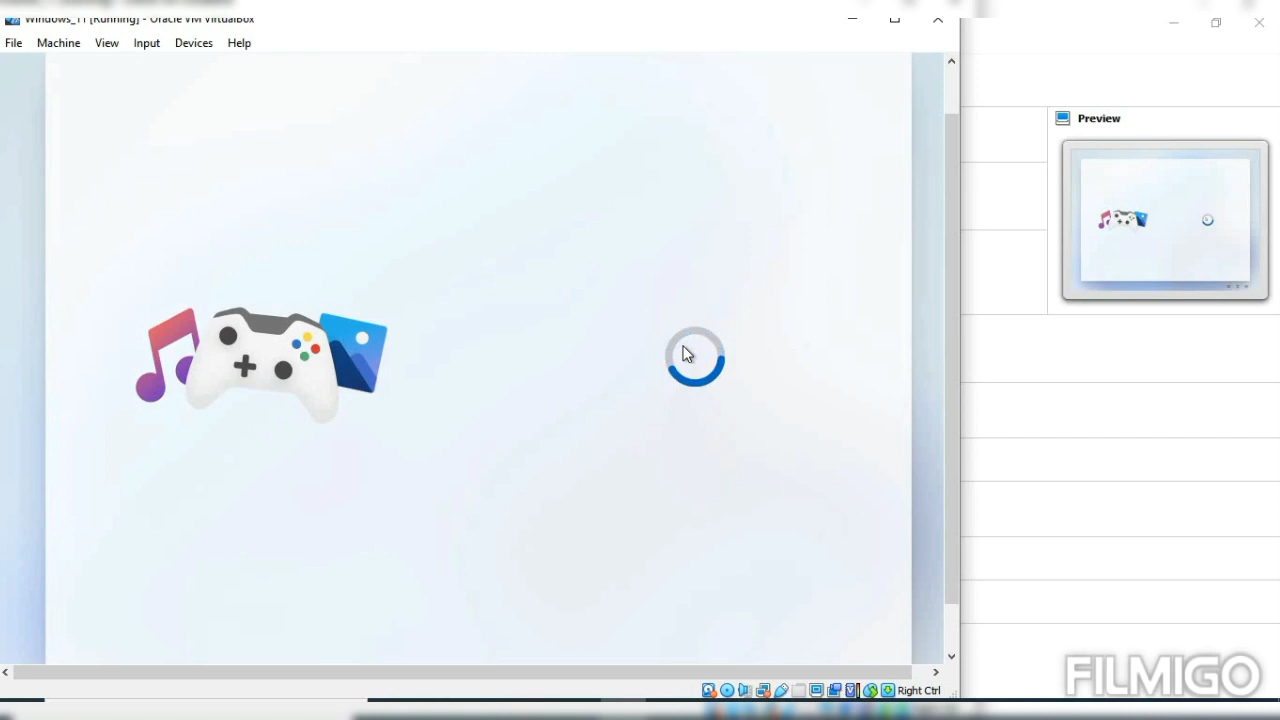 Windows_11 [Running] - Oracle VM VirtualBox
File Machine View Input Devices Help
Preview
Right Ctrl
FILMIGO